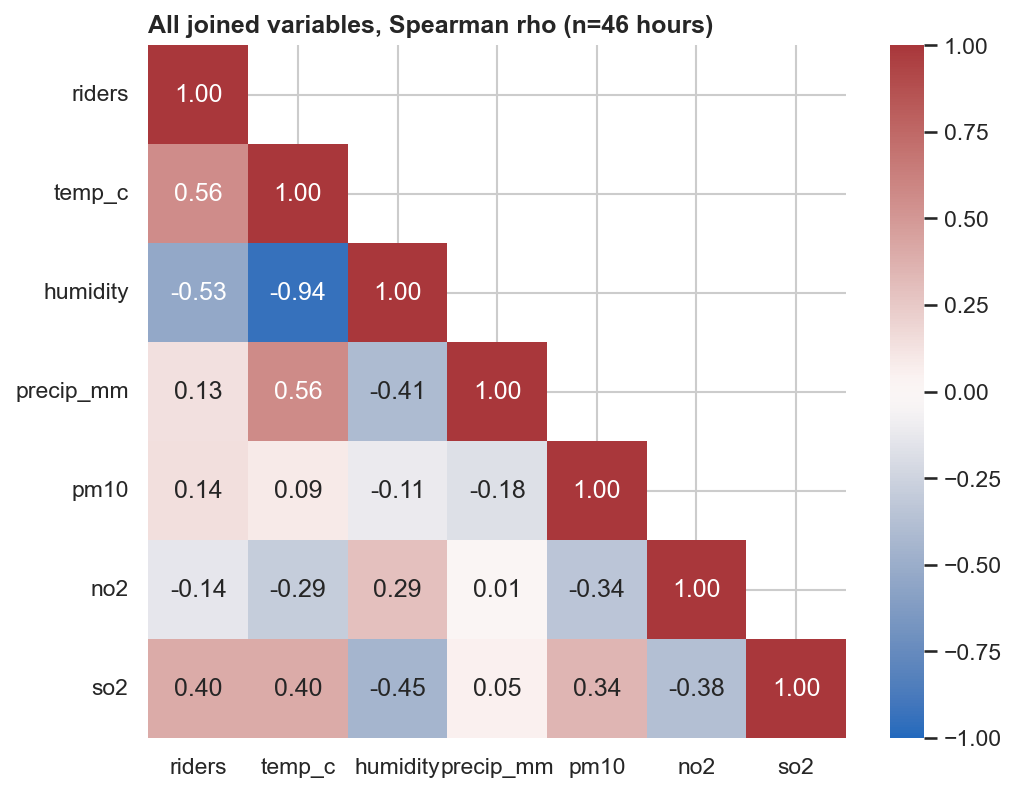 All joined variables, Spearman rho (n=46 hours)
riders 1.00
temp_c 0.56 1.00
humidity -0.53 -0.94 1.00
precip_mm 0.13 0.56 -0.41 1.00
pm10 0.14 0.09 -0.11 -0.18 1.00
no2 -0.14 -0.29 0.29 0.01 -0.34 1.00
so2 0.40 0.40 -0.45 0.05 0.34 -0.38 1.00
riders temp_c humidity precip_mm pm10 no2 so2
1.00
0.75
0.50
0.25
0.00
−0.25
−0.50
−0.75
−1.00